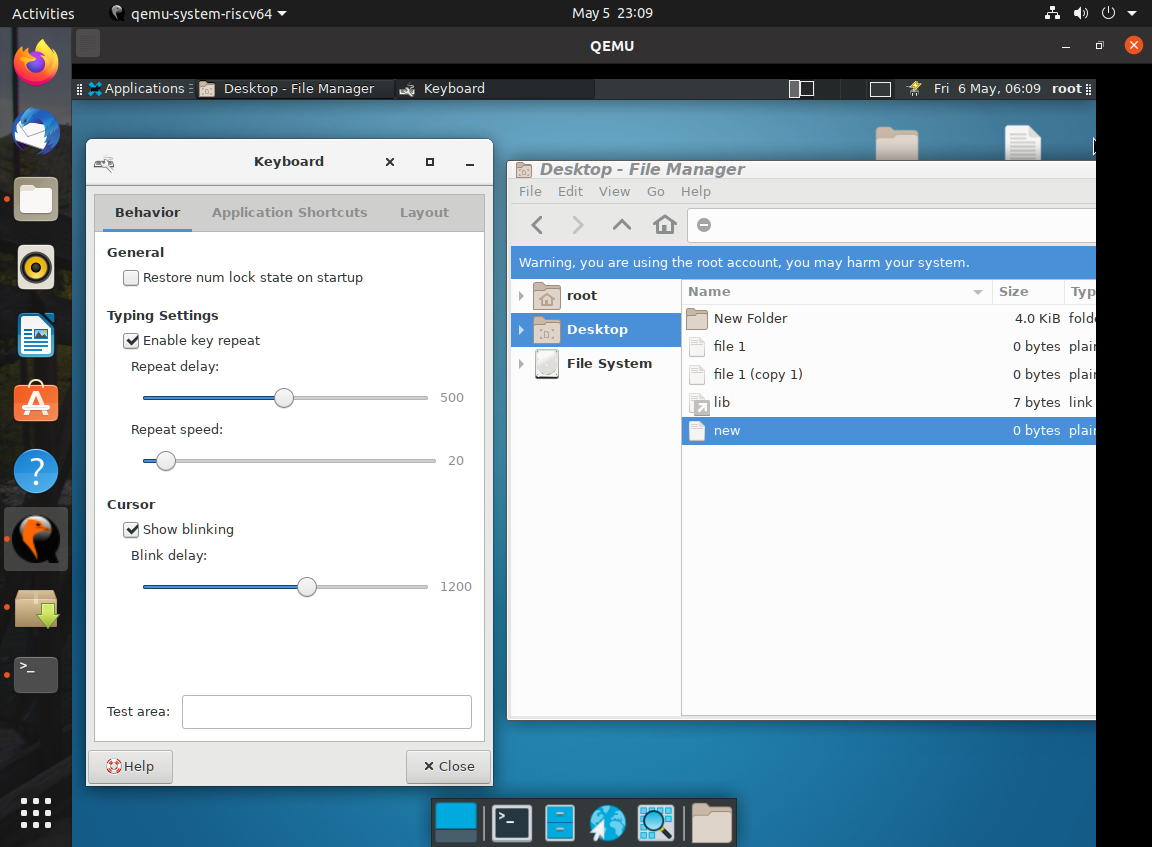 Activities
qemu-system-riscv64
May 5 23:09
QEMU
Applications
Desktop - File Manager
Keyboard
Fri 6 May, 06:09
root
Keyboard
Behavior
Application Shortcuts
Layout
General
Restore num lock state on startup
Typing Settings
Enable key repeat
Repeat delay:
500
Repeat speed:
20
Cursor
Show blinking
Blink delay:
1200
Test area:
Help
Close
Desktop - File Manager
File Edit View Go Help
Warning, you are using the root account, you may harm your system.
root
Desktop
File System
Name Size Typ
New Folder 4.0 KiB folde
file 1 0 bytes plai
file 1 (copy 1) 0 bytes plai
lib 7 bytes link
new 0 bytes plai